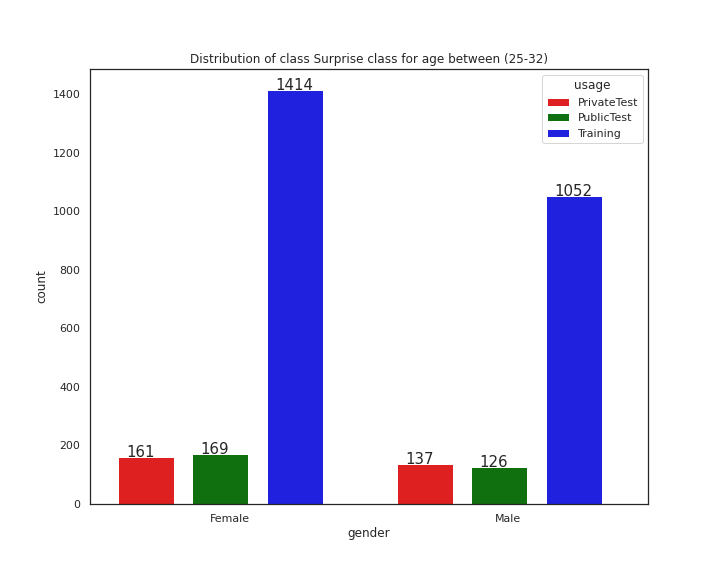 Distribution of class Surprise class for age between (25-32)
usage
PrivateTest
PublicTest
Training
count
1400
1200
1000
800
600
400
200
0
1414
1052
161
169
137
126
Female
Male
gender